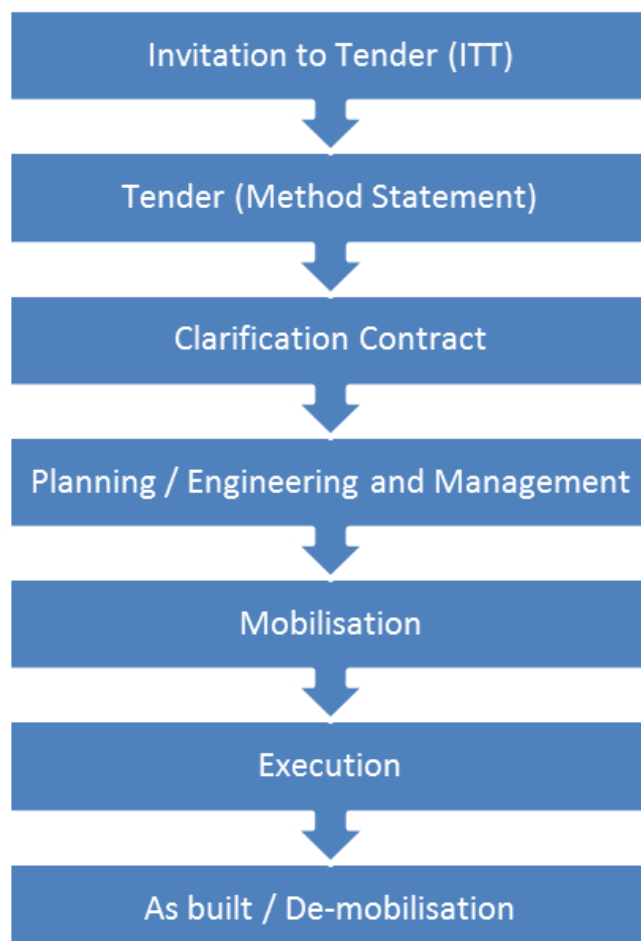 Invitation to Tender (ITT)
Tender (Method Statement)
Clarification Contract
Planning / Engineering and Management
Mobilisation
Execution
As built / De-mobilisation